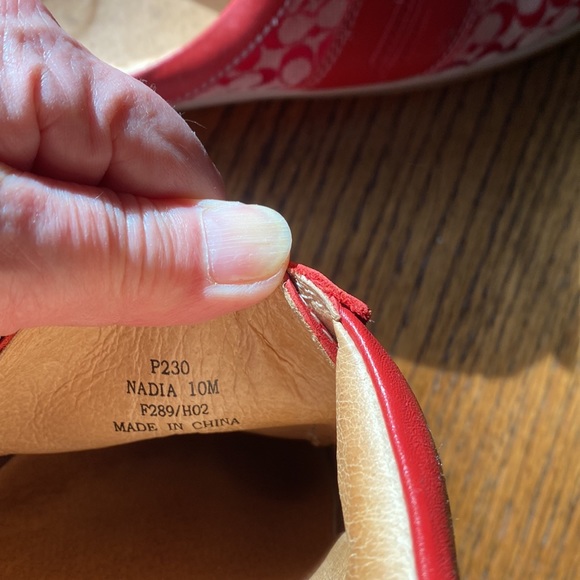 P230
NADIA 10M
F289/H02
MADE IN CHINA